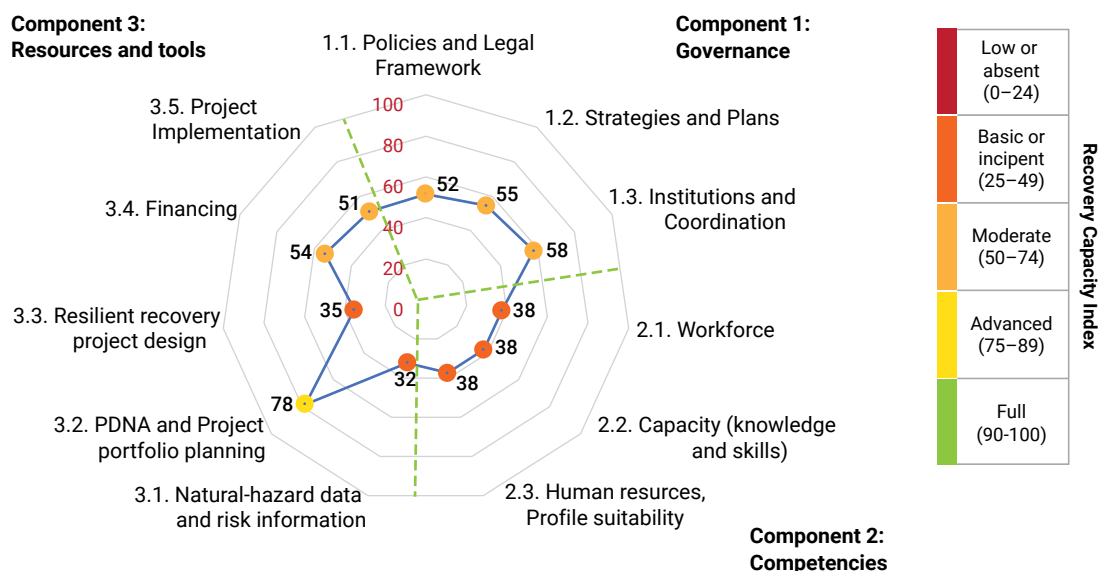 Component 3:
Resources and tools
Component 1:
Governance
1.1. Policies and Legal
Framework
1.2. Strategies and Plans
1.3. Institutions and
Coordination
2.1. Workforce
2.2. Capacity (knowledge
and skills)
2.3. Human resurces,
Profile suitability
Component 2:
Competencies
3.1. Natural-hazard data
and risk information
3.2. PDNA and Project
portfolio planning
3.3. Resilient recovery
project design
3.4. Financing
3.5. Project
Implementation
100
80
60
40
20
0
52
55
58
38
38
38
32
78
35
54
51
Low or
absent
(0–24)
Basic or
incipent
(25–49)
Moderate
(50–74)
Advanced
(75–89)
Full
(90-100)
Recovery Capacity Index